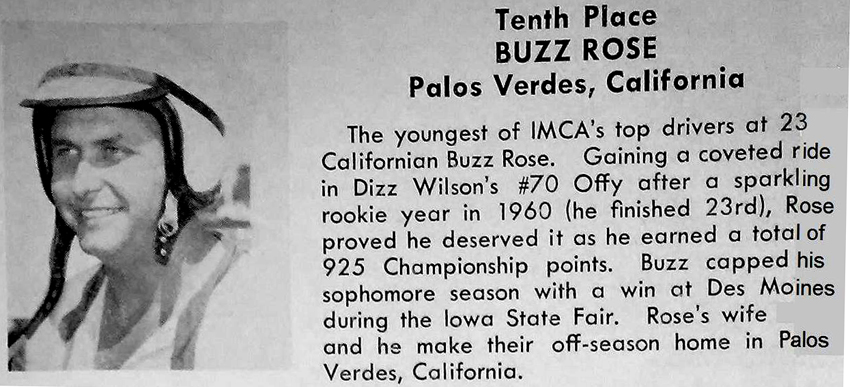 Tenth Place
BUZZ ROSE
Palos Verdes, California
The youngest of IMCA's top drivers at 23
Californian Buzz Rose. Gaining a coveted ride
in Dizz Wilson's #70 Offy after a sparkling
rookie year in 1960 (he finished 23rd), Rose
proved he deserved it as he earned a total of
925 Championship points. Buzz capped his
sophomore season with a win at Des Moines
during the Iowa State Fair. Rose's wife
and he make their off-season home in Palos
Verdes, California.